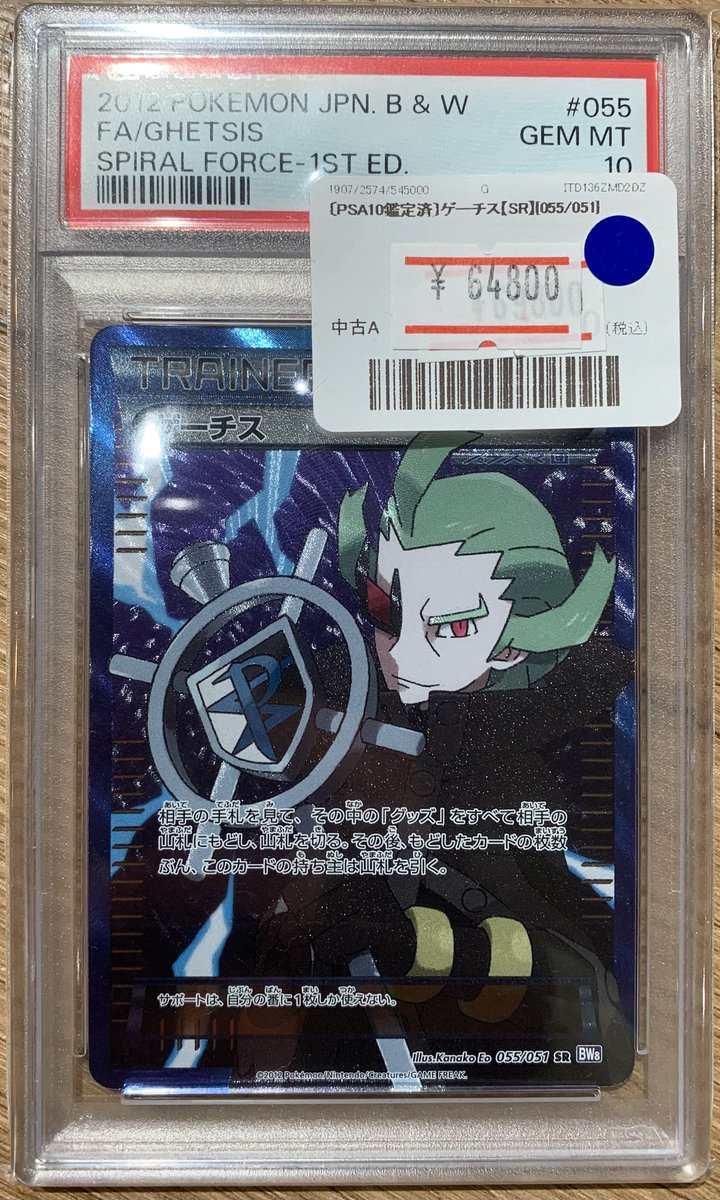 2012 POKEMON JPN. B & W #055
FA/GHETSIS GEM MT
SPIRAL FORCE-1ST ED. 10
1907/2574/545000 G ITD136ZMD2DZ
〔PSA10鑑定済〕ゲーチス【SR】{055/051}
¥ 64800
中古A (税込)
TRAINER
ゲーチス
相手の手札を見て、その中の「グッズ」をすべて相手の
山札にもどし、山札を切る。その後、もどしたカードの枚数
ぶん、このカードの持ち主は山札を引く。
サポートは、自分の番に1枚しか使えない。
Illus.Kanako Eo 055/051 SR BW8
©2012 Pokémon/Nintendo/Creatures/GAME FREAK.